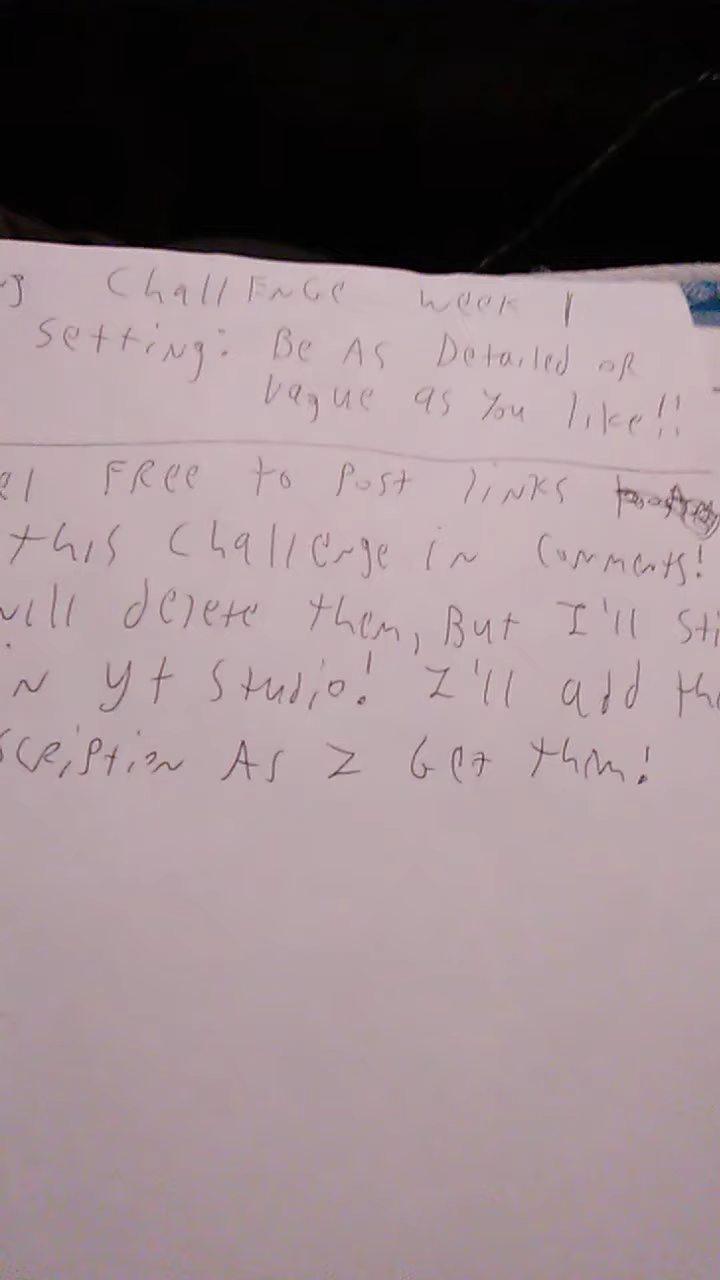 Challenge week 1
Setting: Be As Detailed or
vague as you like!!
FRee to Post links
this Challenge in Comments!
will delete them, But I'll
in yt Studio! I'll add
As I Get them!